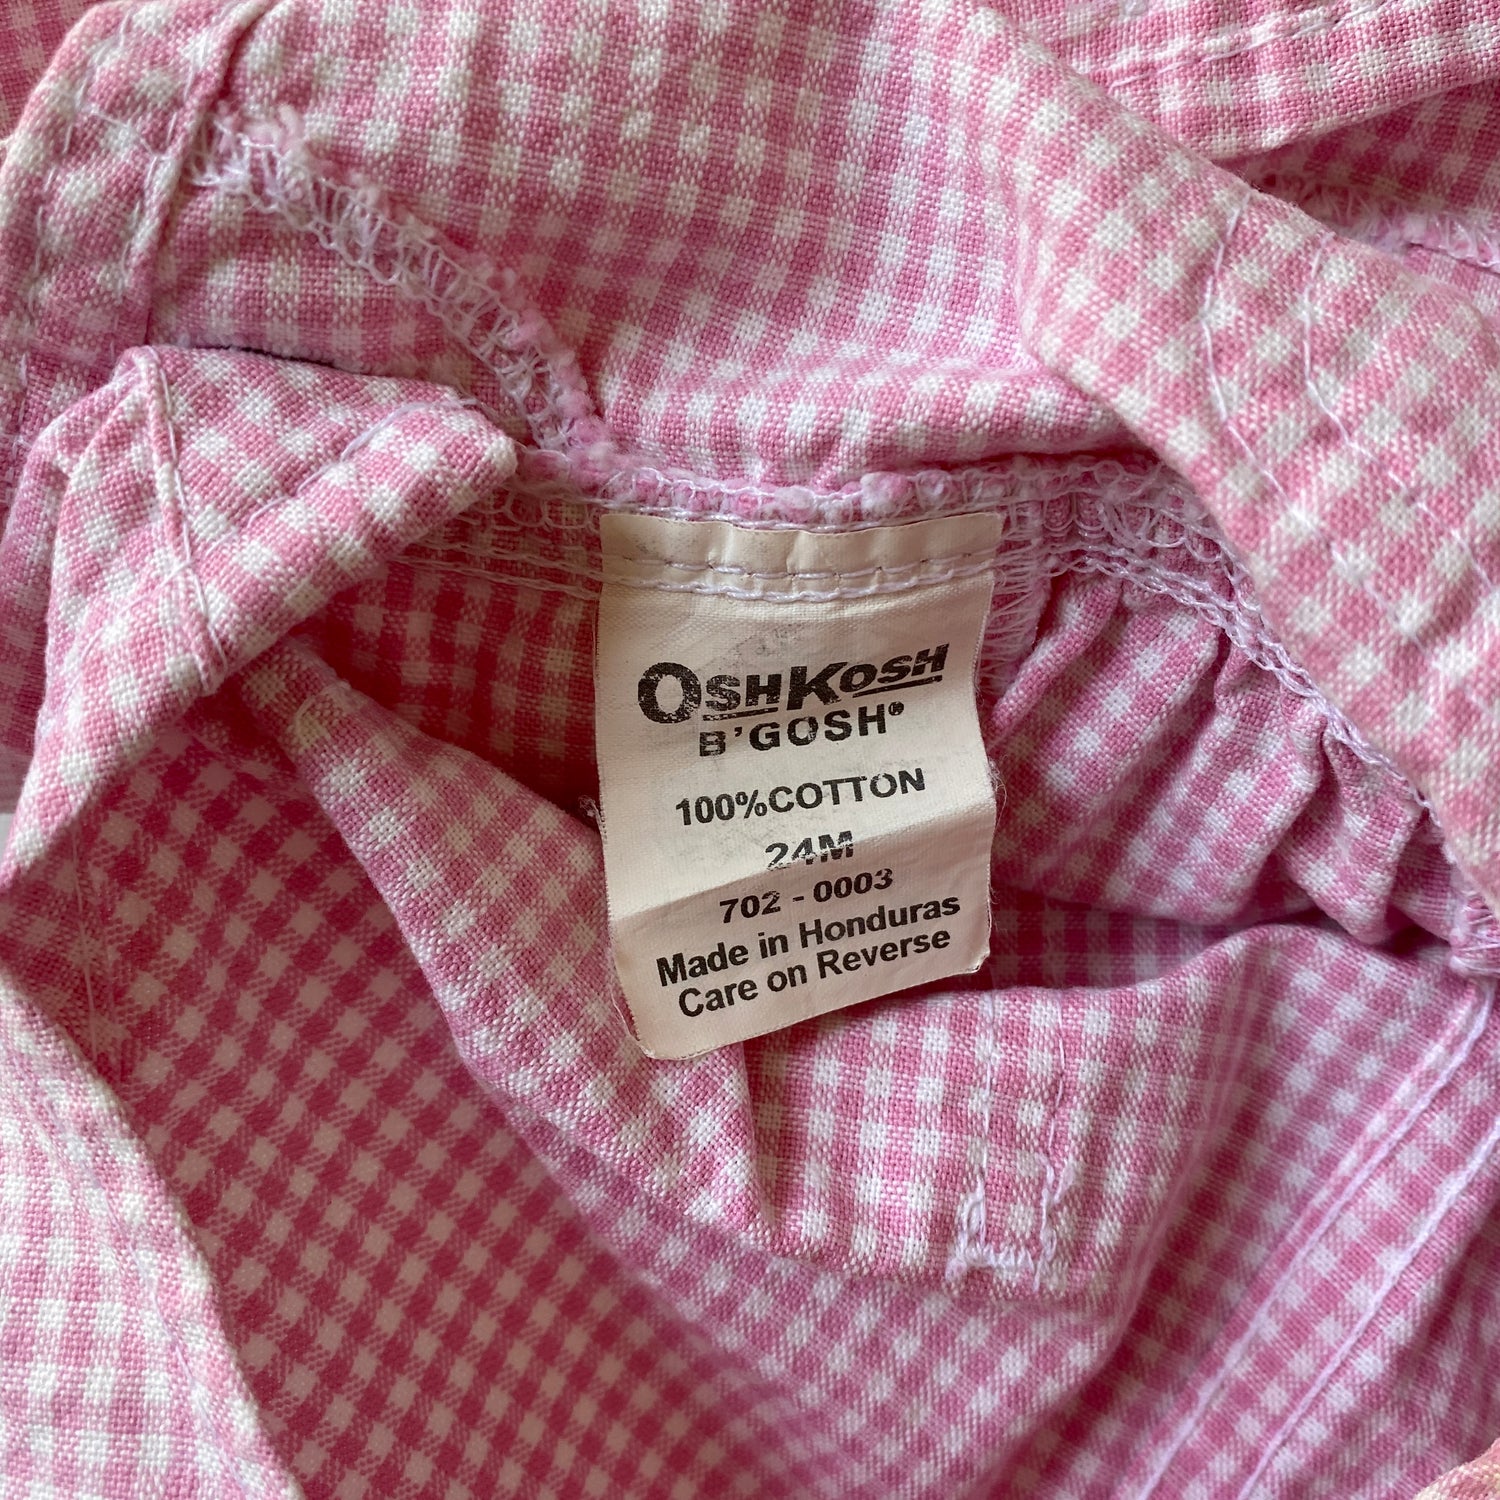 OSHKOSH
B'GOSH®
100%COTTON
24M
702 - 0003
Made in Honduras
Care on Reverse